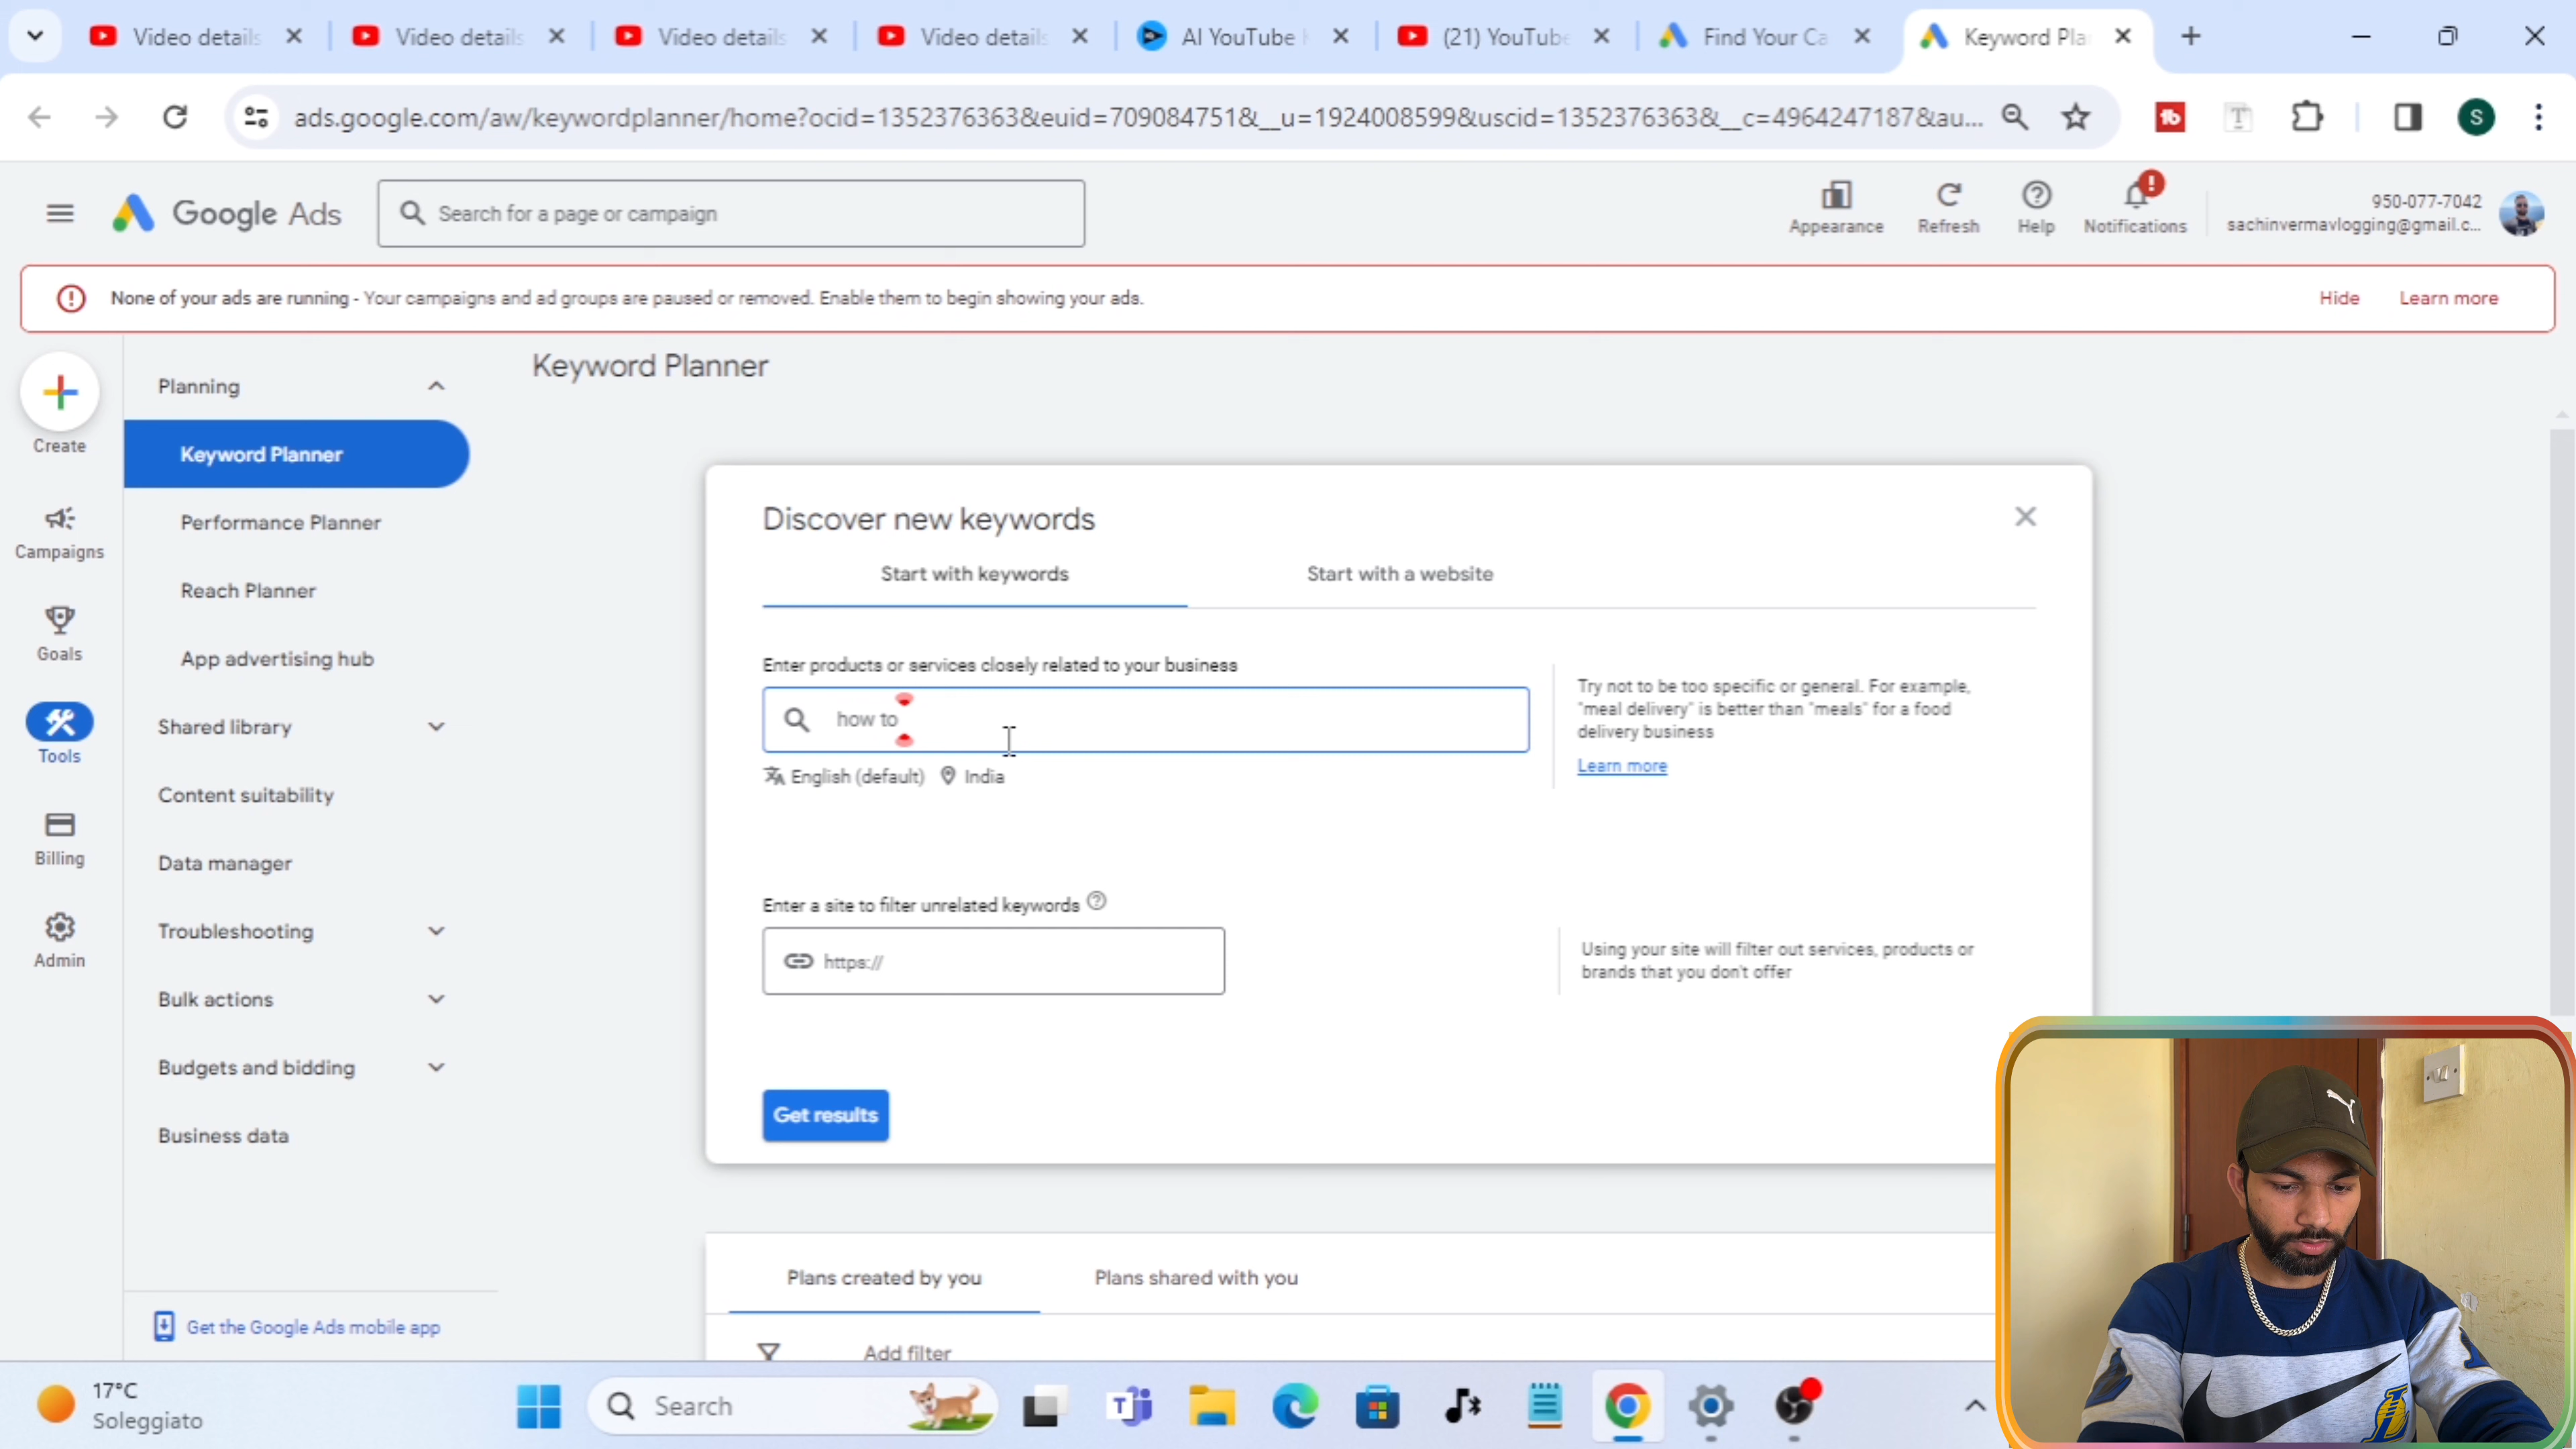 Video details
Video details
Video details
Video details
AI YouTube
(21) YouTube
Find Your Ca
Keyword Pla
ads.google.com/aw/keywordplanner/home?ocid=1352376363&euid=709084751&__u=1924008599&uscid=1352376363&__c=4964247187&au...
S
Google Ads
Search for a page or campaign
Appearance
Refresh
Help
Notifications
950-077-7042
sachinvermavlogging@gmail.c...
None of your ads are running - Your campaigns and ad groups are paused or removed. Enable them to begin showing your ads.
Hide
Learn more
Create
Campaigns
Goals
Tools
Billing
Admin
Planning
Keyword Planner
Performance Planner
Reach Planner
App advertising hub
Shared library
Content suitability
Data manager
Troubleshooting
Bulk actions
Budgets and bidding
Business data
Get the Google Ads mobile app
Keyword Planner
Discover new keywords
Start with keywords
Start with a website
Enter products or services closely related to your business
how to
English (default)
India
Try not to be too specific or general. For example,
"meal delivery" is better than "meals" for a food
delivery business
Learn more
Enter a site to filter unrelated keywords
https://
Using your site will filter out services, products or
brands that you don't offer
Get results
Plans created by you
Plans shared with you
Add filter
17°C
Soleggiato
Search